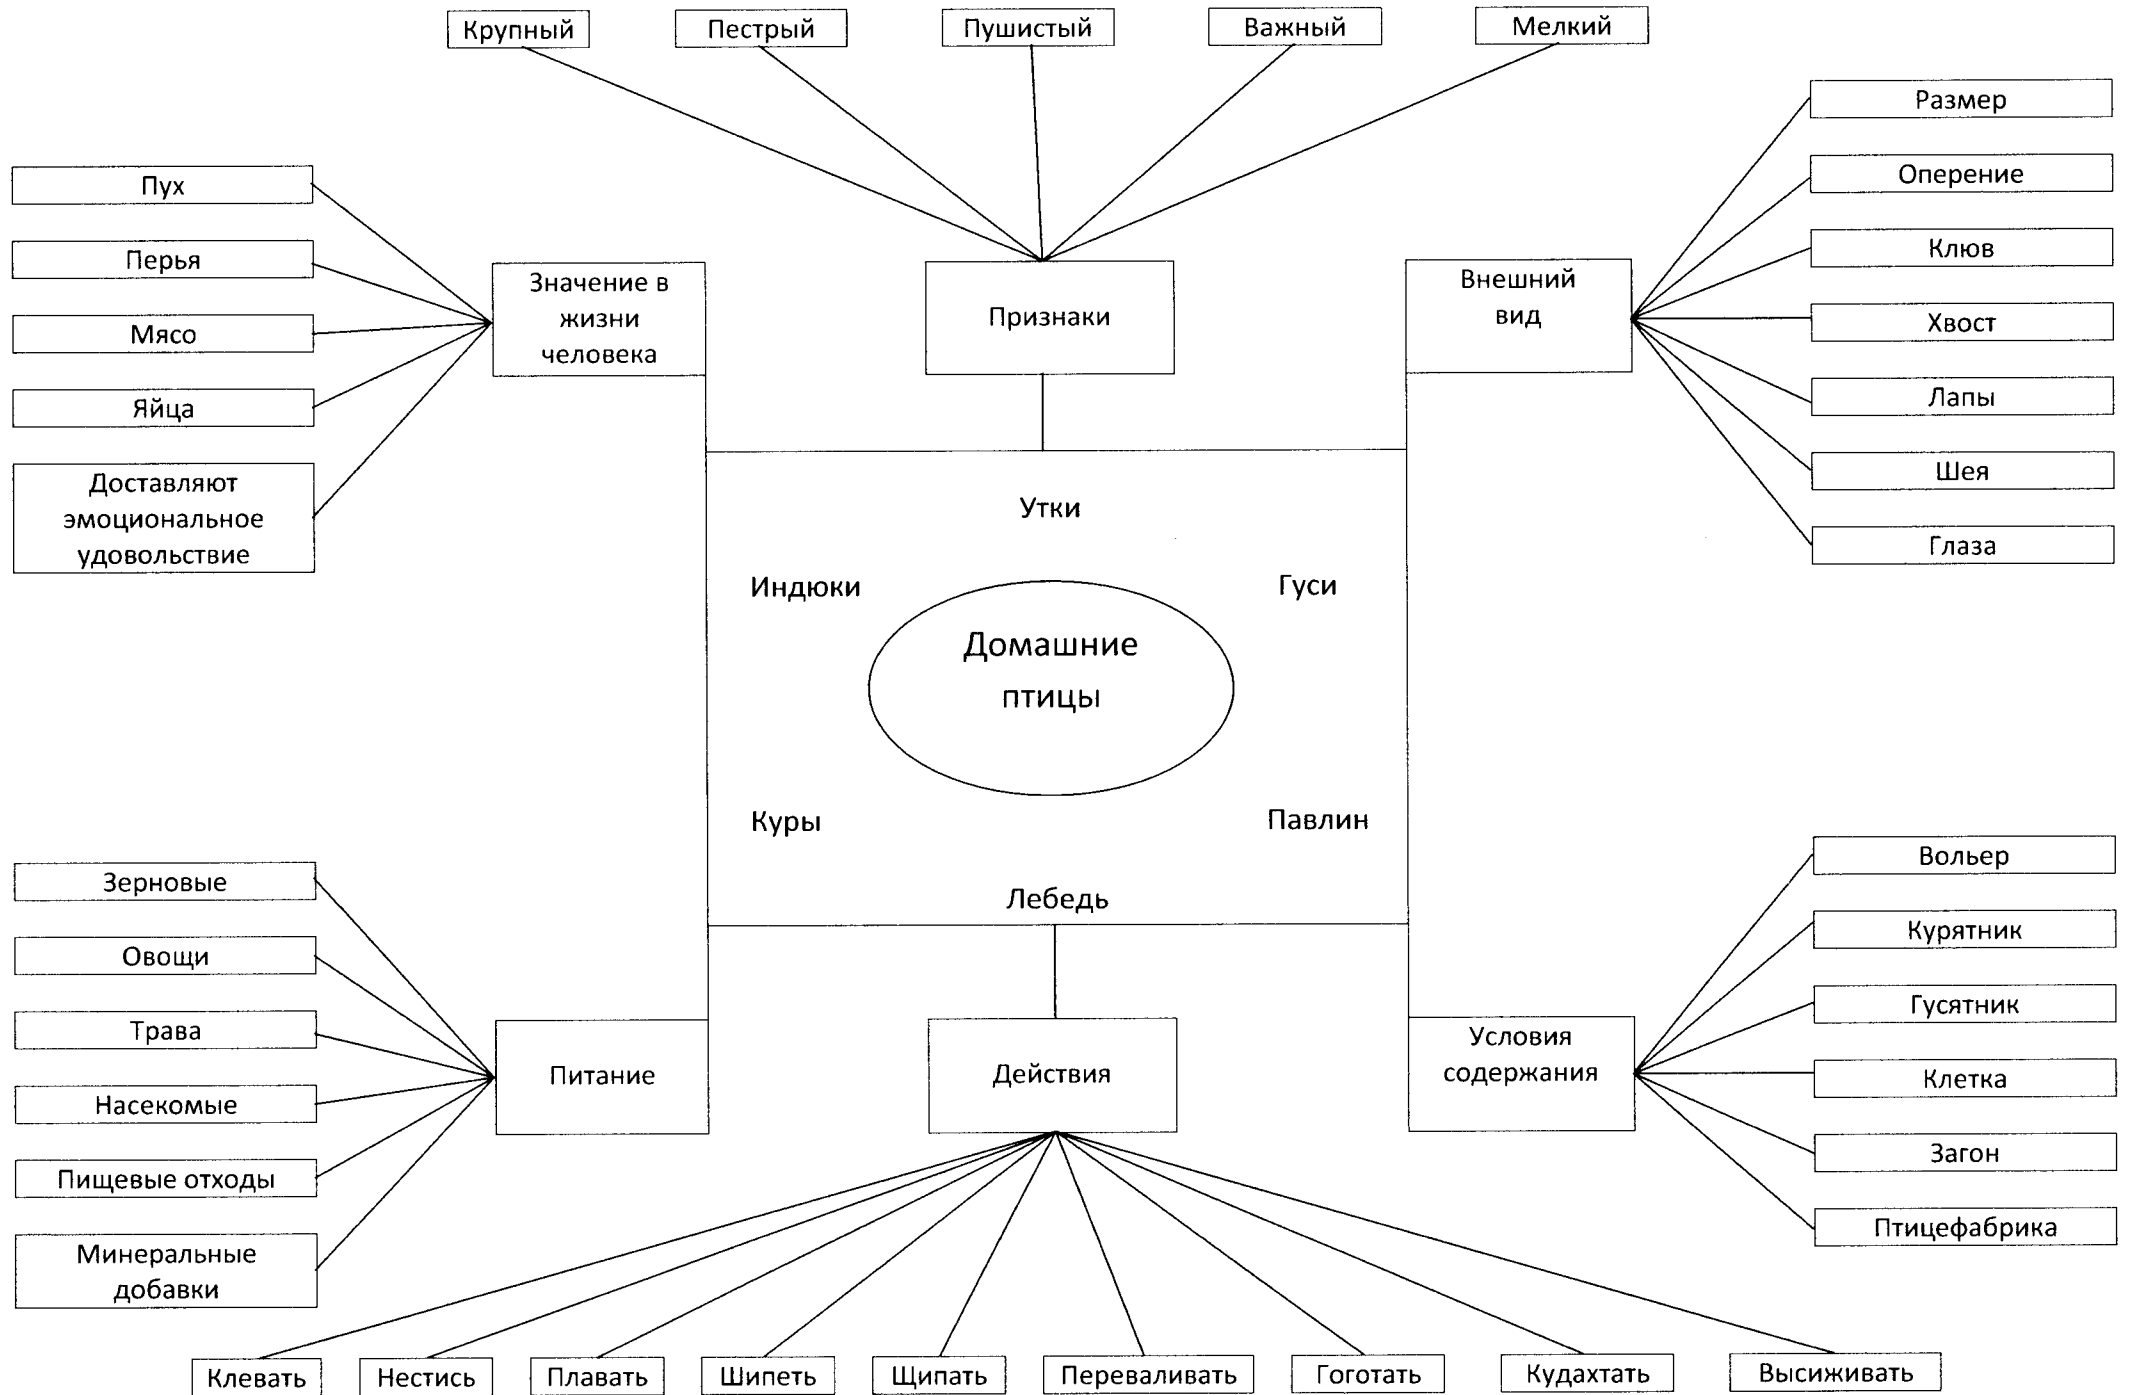 Крупный
Пестрый
Пушистый
Важный
Мелкий
Пух
Перья
Мясо
Яйца
Доставляют
эмоциональное
удовольствие
Значение в
жизни
человека
Признаки
Внешний
вид
Размер
Оперение
Клюв
Хвост
Лапы
Шея
Глаза
Утки
Индюки
Гуси
Домашние
птицы
Куры
Павлин
Лебедь
Зерновые
Овощи
Трава
Насекомые
Пищевые отходы
Минеральные
добавки
Питание
Действия
Условия
содержания
Вольер
Курятник
Гусятник
Клетка
Загон
Птицефабрика
Клевать
Нестись
Плавать
Шипеть
Щипать
Переваливать
Гоготать
Кудахтать
Высиживать